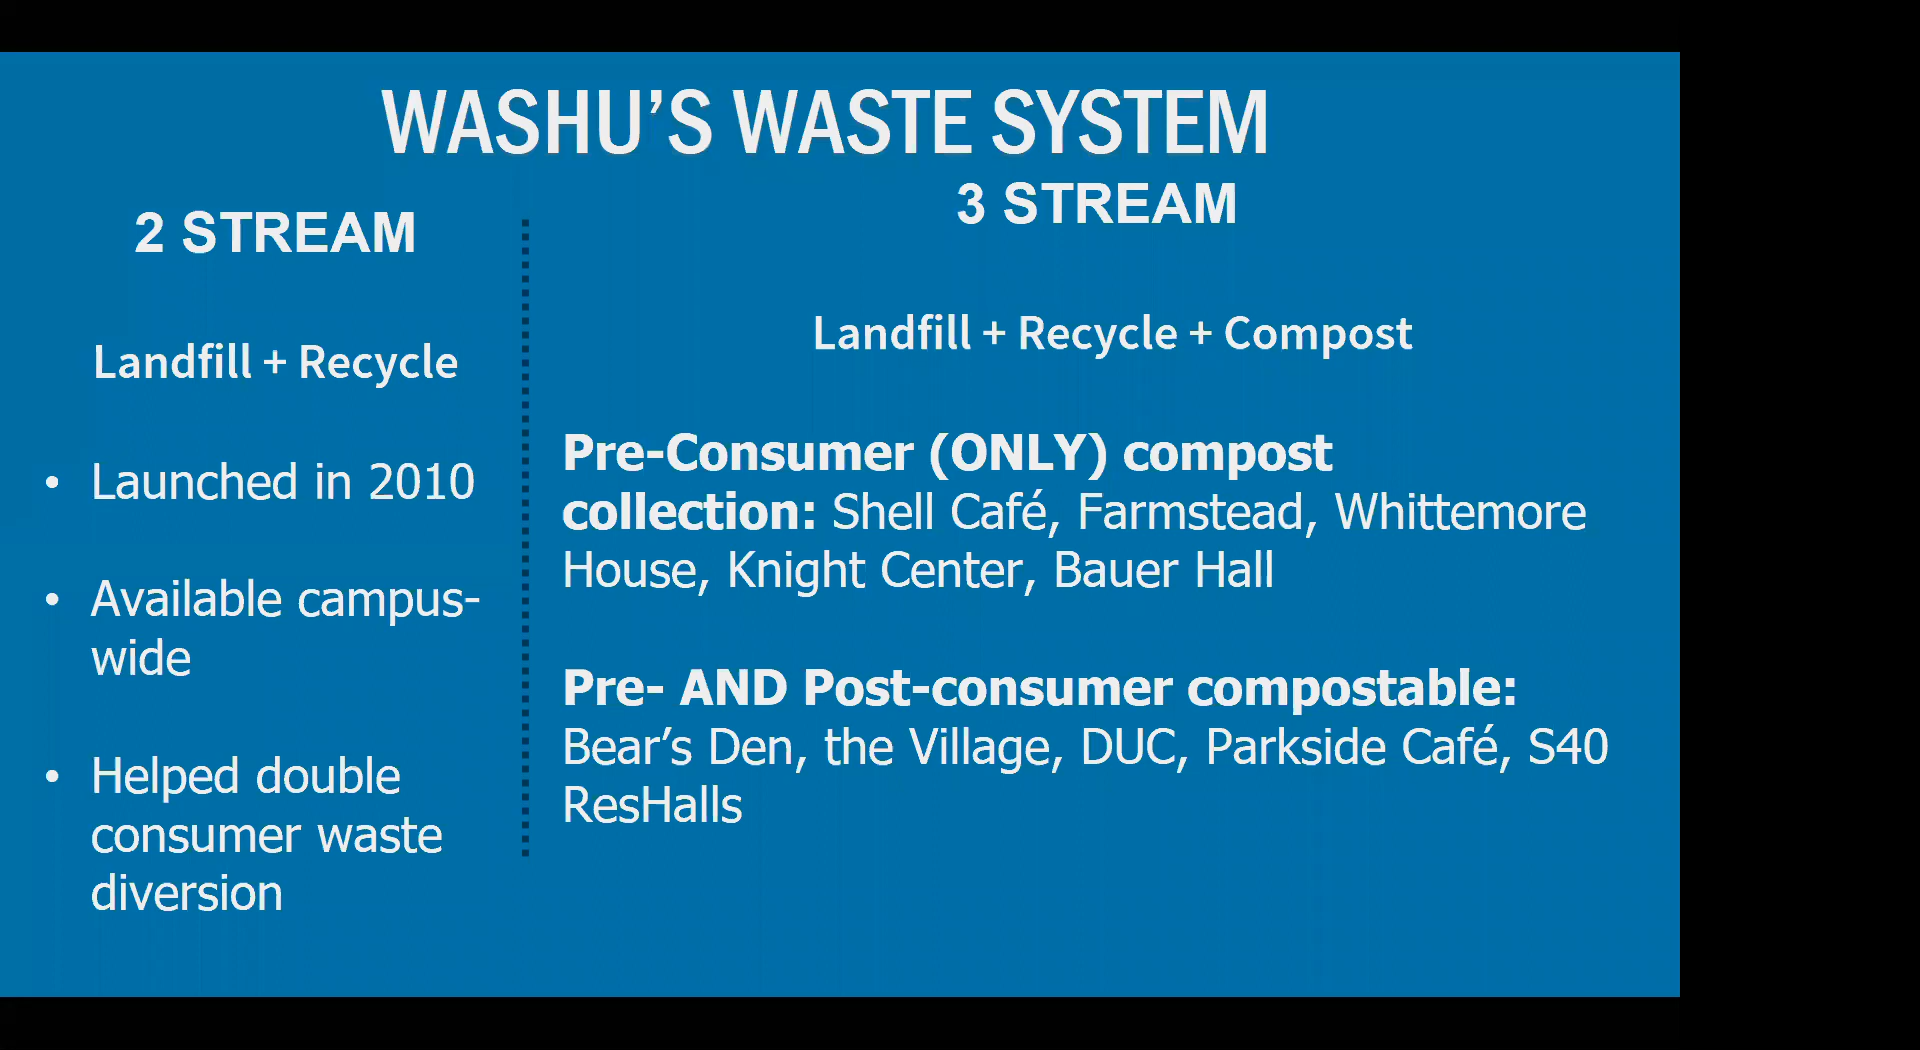 WASHU’S WASTE SYSTEM
2 STREAM
Landfill + Recycle
• Launched in 2010
• Available campus-
wide
• Helped double
consumer waste
diversion
3 STREAM
Landfill + Recycle + Compost
Pre-Consumer (ONLY) compost
collection: Shell Café, Farmstead, Whittemore
House, Knight Center, Bauer Hall
Pre- AND Post-consumer compostable:
Bear’s Den, the Village, DUC, Parkside Café, S40
ResHalls